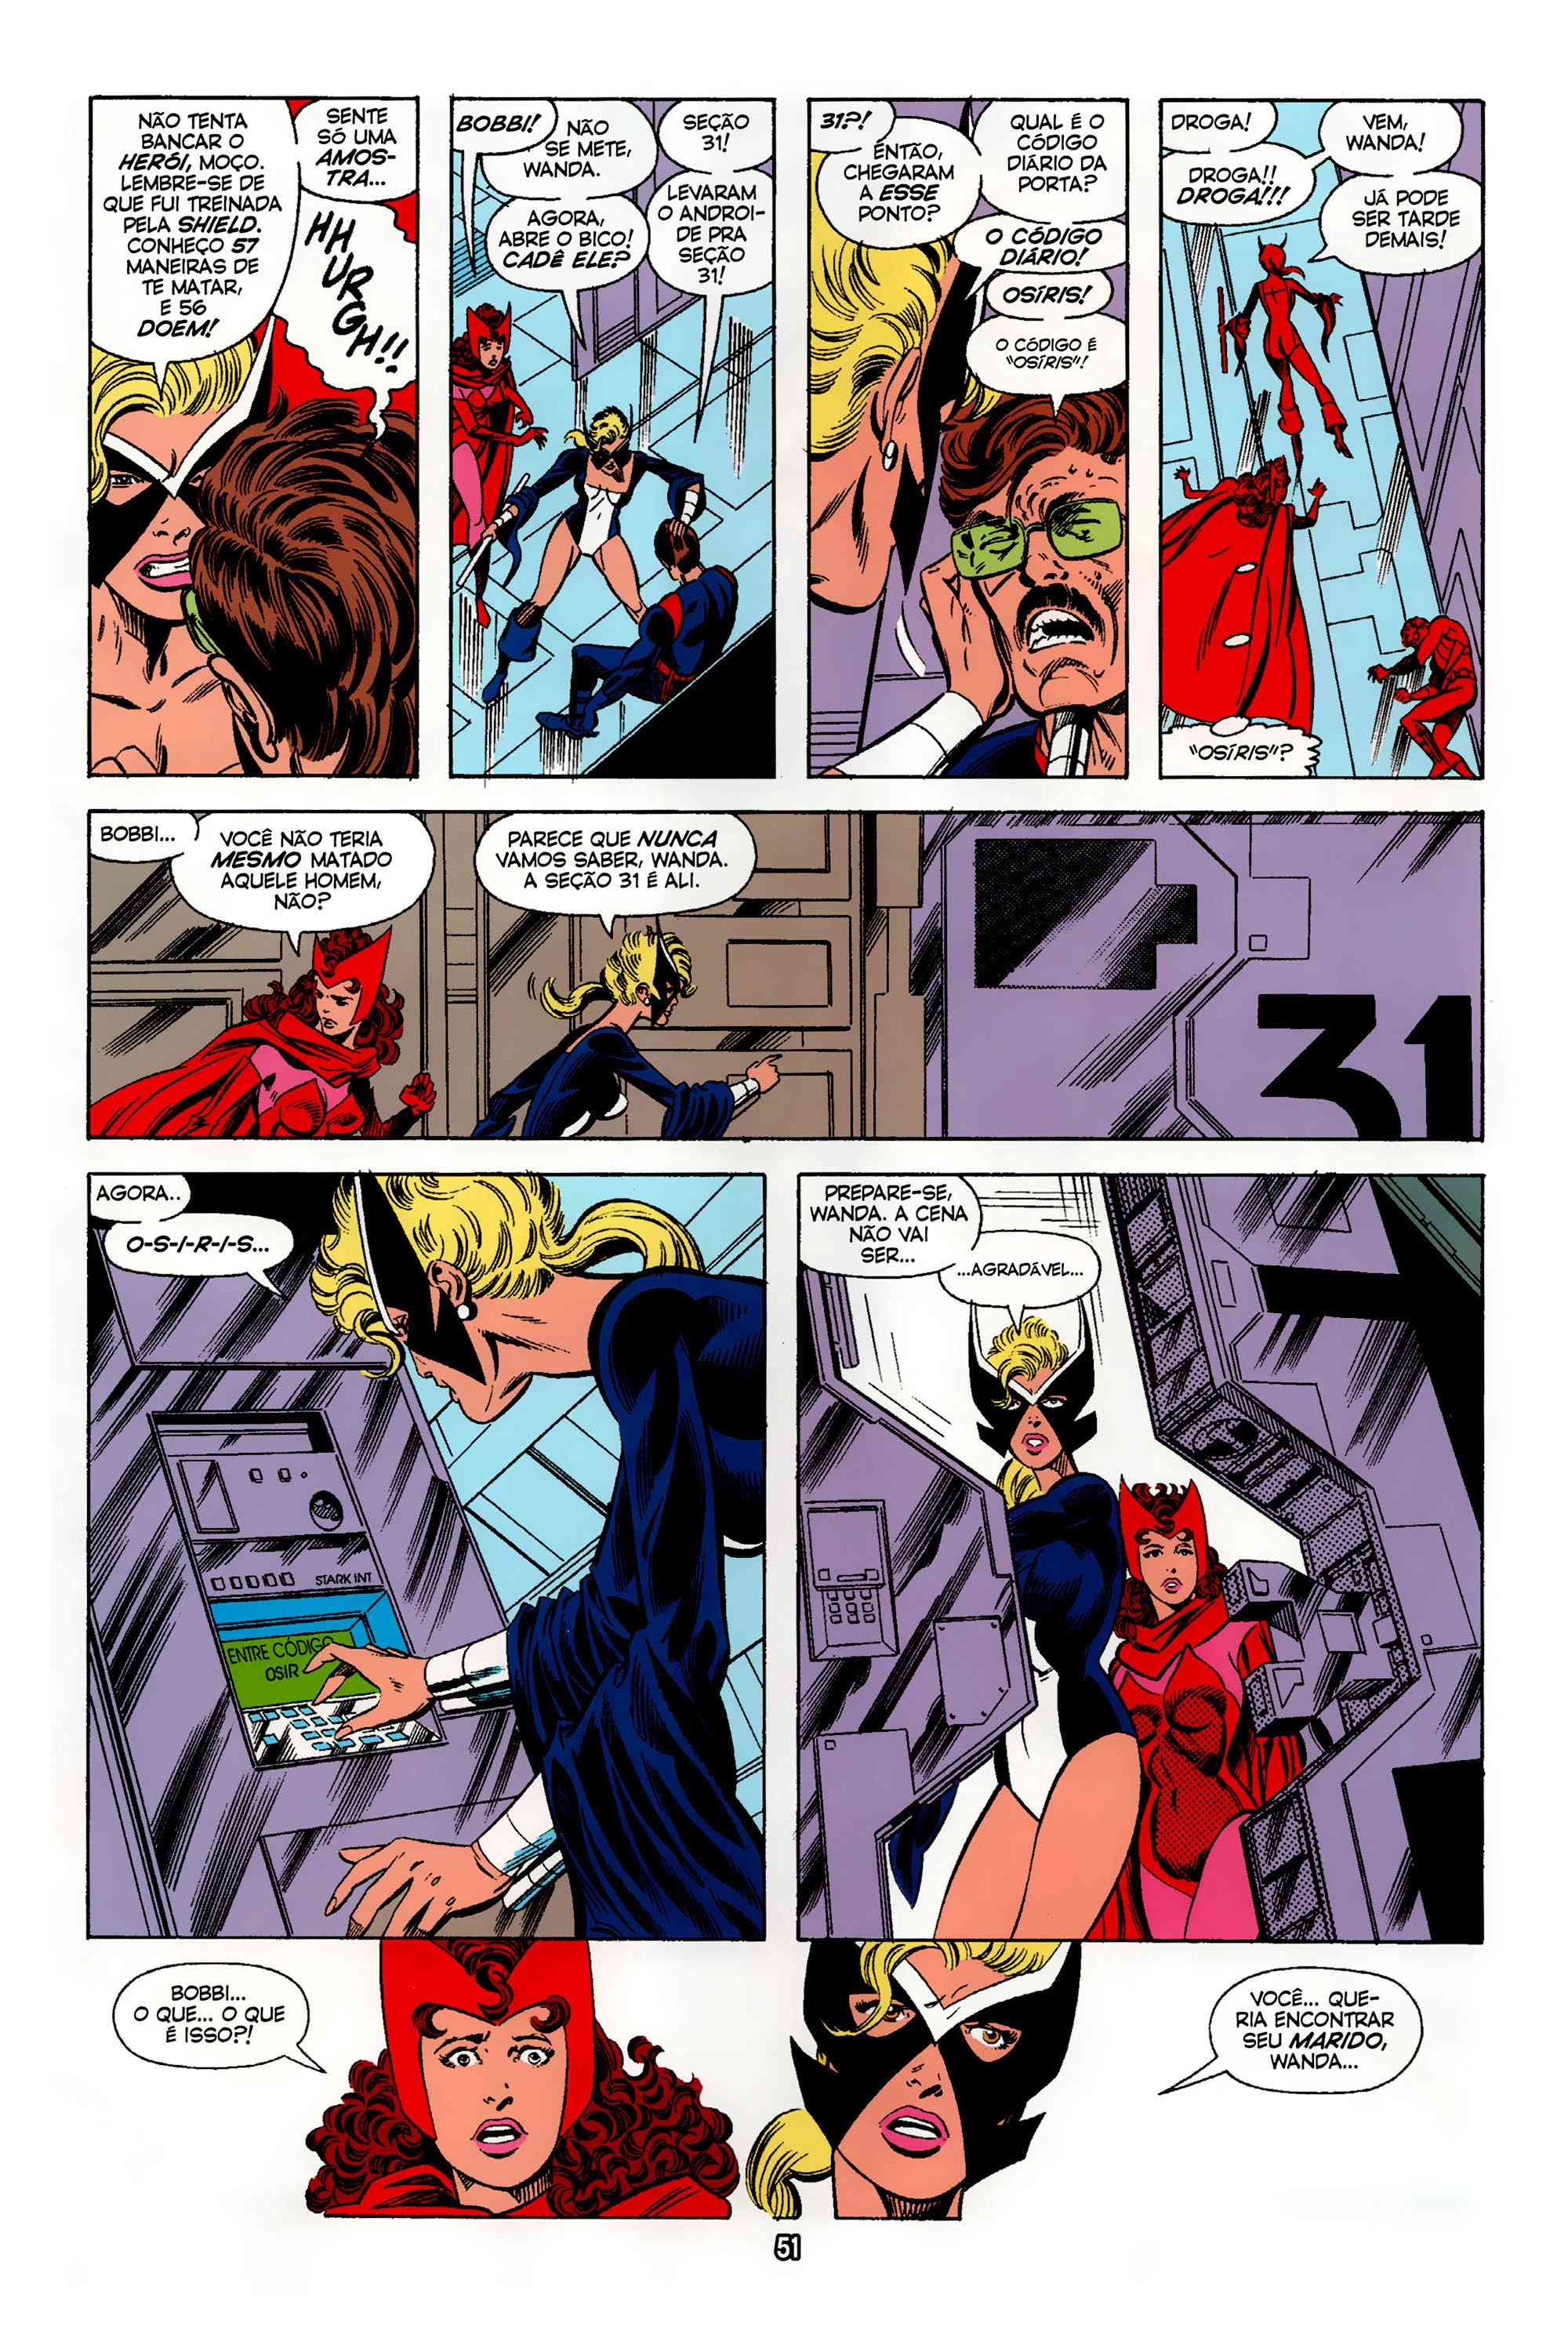 NÃO TENTA
BANCAR O
HERÓI, MOÇO.
LEMBRE-SE DE
QUE FUI TREINADA
PELA SHIELD.
CONHEÇO 57
MANEIRAS DE
TE MATAR,
E 56
DOEM!
SENTE
SÓ UMA
AMOS-
TRA...
HH
UR
GH!!
BOBBI!
NÃO
SE METE,
WANDA.
AGORA,
ABRE O BICO!
CADÊ ELE?
SEÇÃO
31!
LEVARAM
O ANDROI-
DE PRA
SEÇÃO
31!
31?!
ENTÃO,
CHEGARAM
A ESSE
PONTO?
QUAL É O
CÓDIGO
DIÁRIO DA
PORTA?
O CÓDIGO
DIÁRIO!
OSÍRIS!
O CÓDIGO É
"OSÍRIS"!
DROGA!
DROGA!!
DROGA!!!
VEM,
WANDA!
JÁ PODE
SER TARDE
DEMAIS!
"OSÍRIS"?
BOBBI...
VOCÊ NÃO TERIA
MESMO MATADO
AQUELE HOMEM,
NÃO?
PARECE QUE NUNCA
VAMOS SABER, WANDA.
A SEÇÃO 31 É ALI.
31
AGORA..
O-S-I-R-I-S...
STARK INT
ENTRE CÓDIGO
OSIR
PREPARE-SE,
WANDA. A CENA
NÃO VAI
SER...
...AGRADÁVEL...
BOBBI...
O QUE... O QUE
É ISSO?!
VOCÊ... QUE-
RIA ENCONTRAR
SEU MARIDO,
WANDA...
51